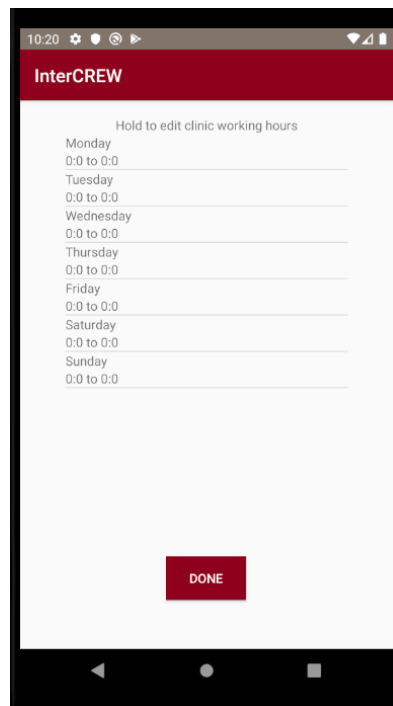 10:20
InterCREW
Hold to edit clinic working hours
Monday
0:0 to 0:0
Tuesday
0:0 to 0:0
Wednesday
0:0 to 0:0
Thursday
0:0 to 0:0
Friday
0:0 to 0:0
Saturday
0:0 to 0:0
Sunday
0:0 to 0:0
DONE